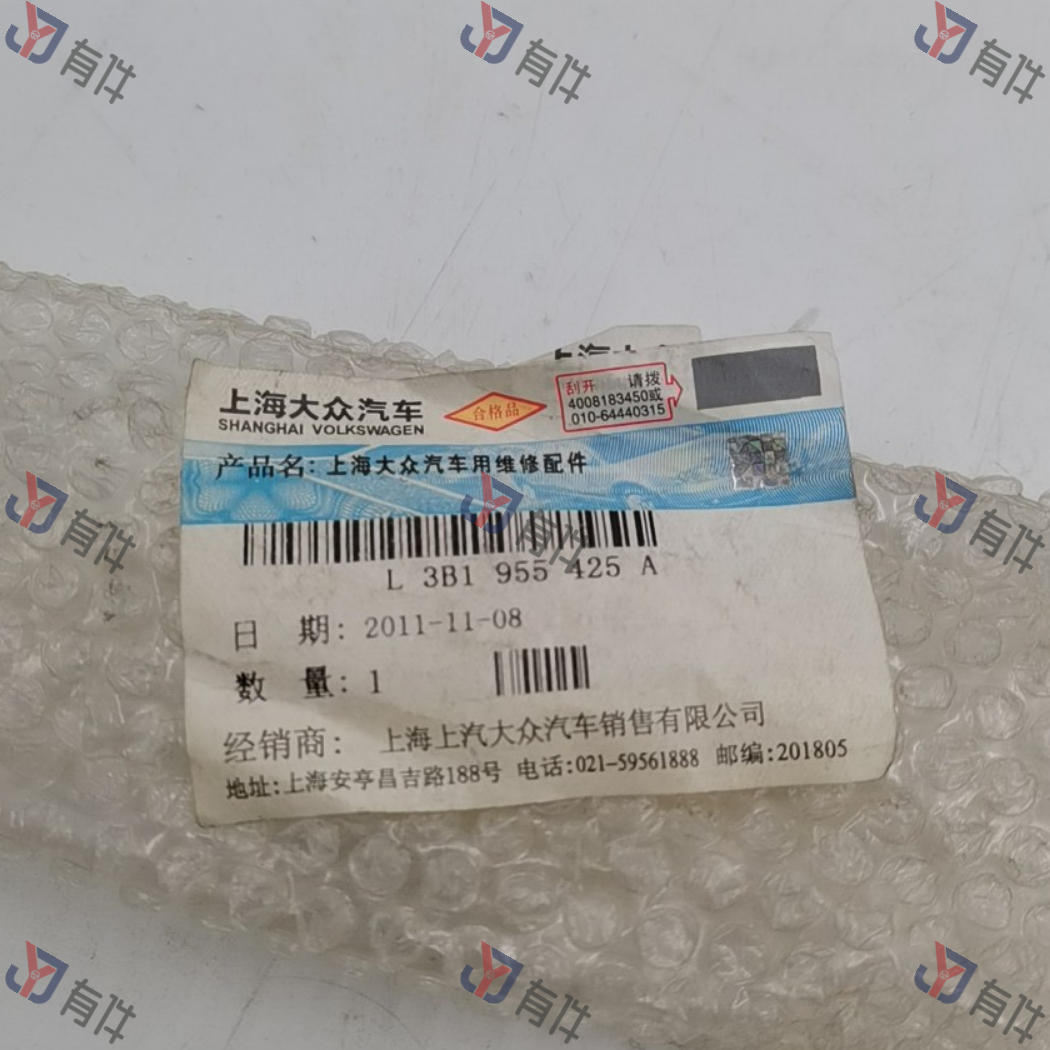 有件
有件
有件
上海大众汽车
SHANGHAI VOLKSWAGEN
合格品
刮开 请拨
4008183450或
010-64440315
产品名：上海大众汽车用维修配件
有件
有件
有件
L 3B1 955 425 A
日 期：2011-11-08
数 量：1
经销商： 上海上汽大众汽车销售有限公司
地址：上海安亭昌吉路188号 电话：021-59561888 邮编：201805
有件
有件
有件